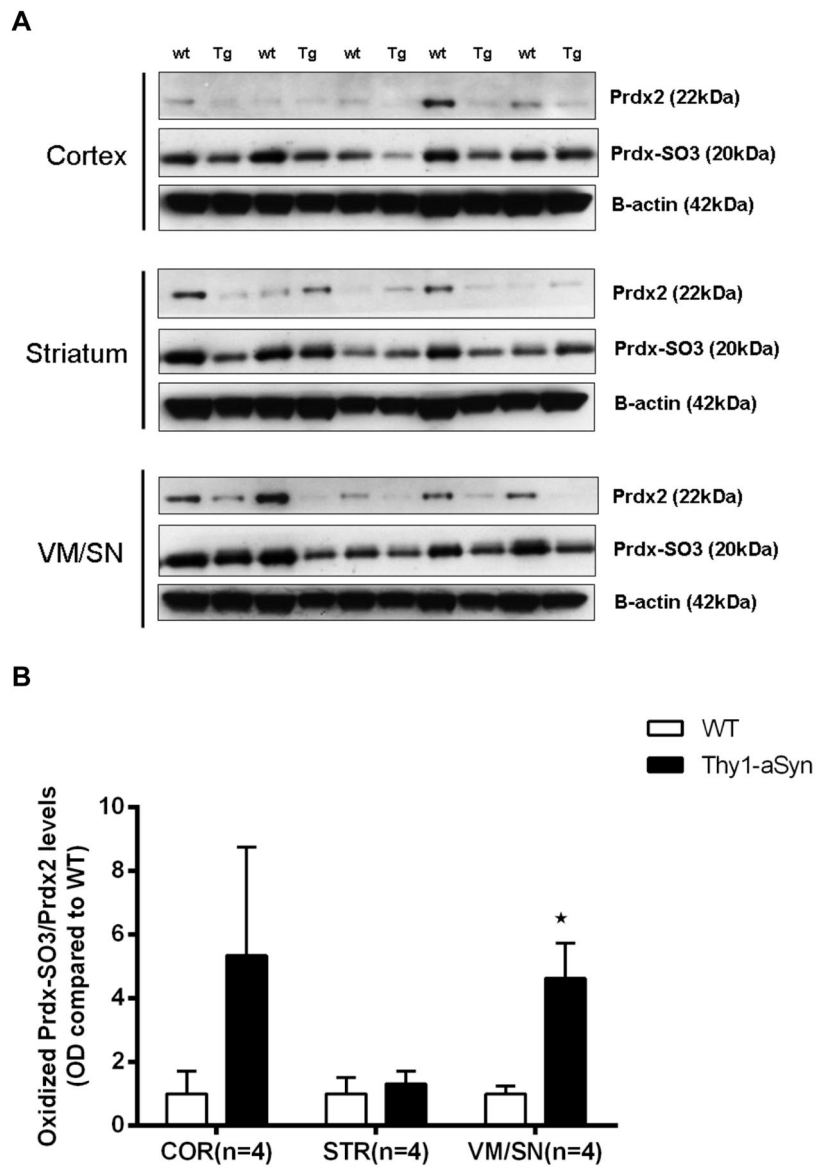 A
wt Tg wt Tg wt Tg wt Tg wt Tg
Cortex
Prdx2 (22kDa)
Prdx-SO3 (20kDa)
B-actin (42kDa)
Striatum
Prdx2 (22kDa)
Prdx-SO3 (20kDa)
B-actin (42kDa)
VM/SN
Prdx2 (22kDa)
Prdx-SO3 (20kDa)
B-actin (42kDa)
B
WT
Thy1-aSyn
Oxidized Prdx-SO3/Prdx2 levels
(OD compared to WT)
10
8
6
4
2
0
★
COR(n=4) STR(n=4) VM/SN(n=4)